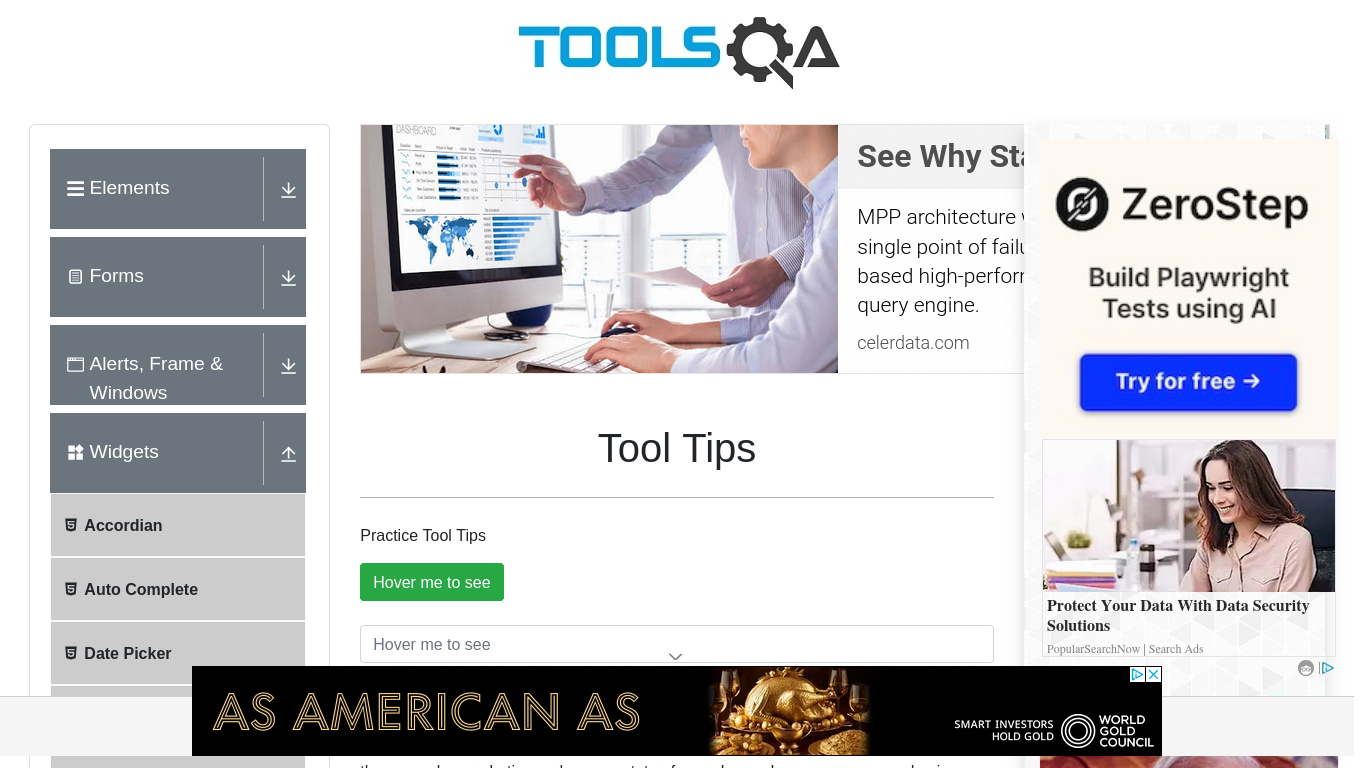 TOOLSQA
Elements
Forms
Alerts, Frame &
Windows
Widgets
Accordian
Auto Complete
Date Picker
DASHBOARD
See Why Sta
MPP architecture
single point of failu
based high-perform
query engine.
celerdata.com
Tool Tips
Practice Tool Tips
Hover me to see
Hover me to see
ZeroStep
Build Playwright
Tests using AI
Try for free →
Protect Your Data With Data Security
Solutions
PopularSearchNow | Search Ads
AS AMERICAN AS
SMART INVESTORS
HOLD GOLD
WORLD
GOLD
COUNCIL